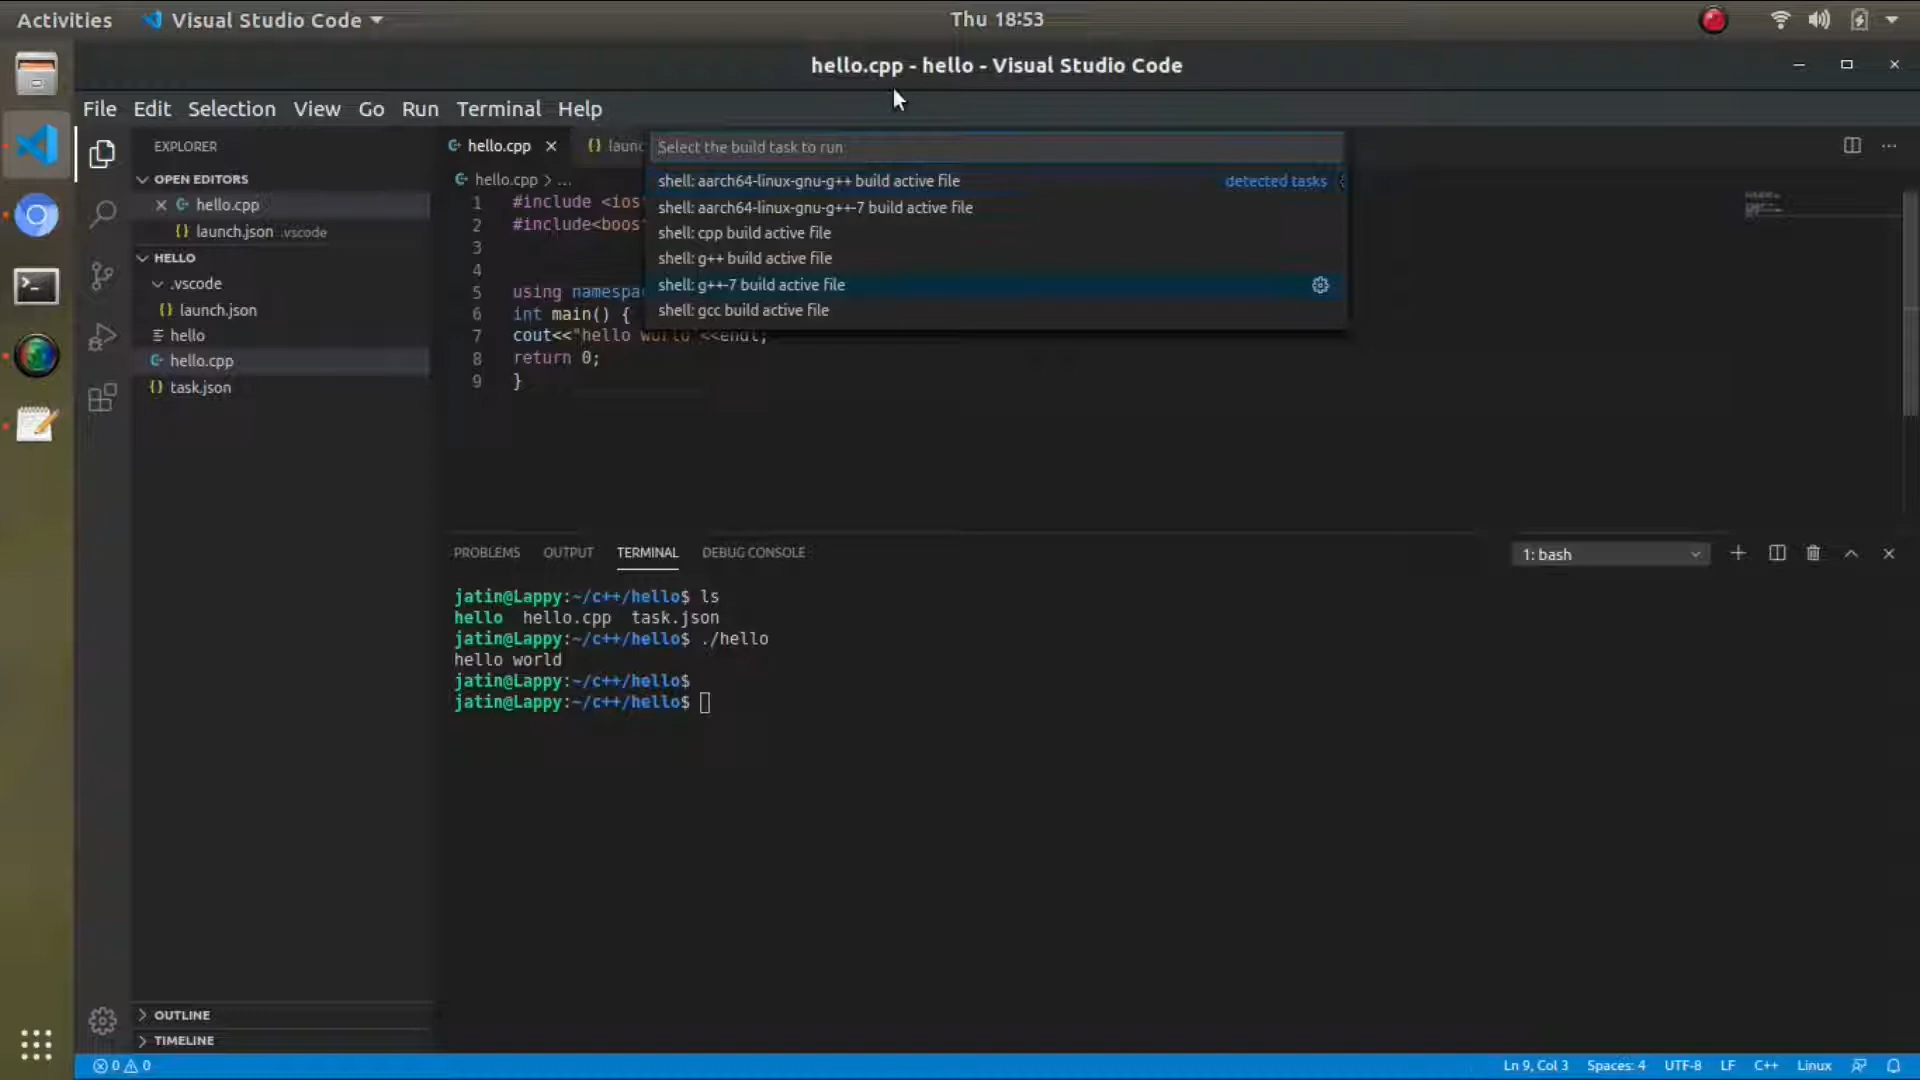 Activities Visual Studio Code Thu 18:53
hello.cpp - hello - Visual Studio Code
File Edit Selection View Go Run Terminal Help
EXPLORER
OPEN EDITORS
hello.cpp
launch.json .vscode
HELLO
.vscode
launch.json
hello
hello.cpp
task.json
OUTLINE
TIMELINE
hello.cpp
Select the build task to run
shell: aarch64-linux-gnu-g++ build active file detected tasks
shell: aarch64-linux-gnu-g++-7 build active file
shell: cpp build active file
shell: g++ build active file
shell: g++-7 build active file
shell: gcc build active file
hello.cpp > ...
1 #include <ios
2 #include<boos
3
4
5 using namespa
6 int main() {
7 cout<<"hello world"<<endl;
8 return 0;
9 }
PROBLEMS OUTPUT TERMINAL DEBUG CONSOLE 1: bash
jatin@Lappy:~/c++/hello$ ls
hello hello.cpp task.json
jatin@Lappy:~/c++/hello$ ./hello
hello world
jatin@Lappy:~/c++/hello$
jatin@Lappy:~/c++/hello$
0 0 Ln 9, Col 3 Spaces: 4 UTF-8 LF C++ Linux